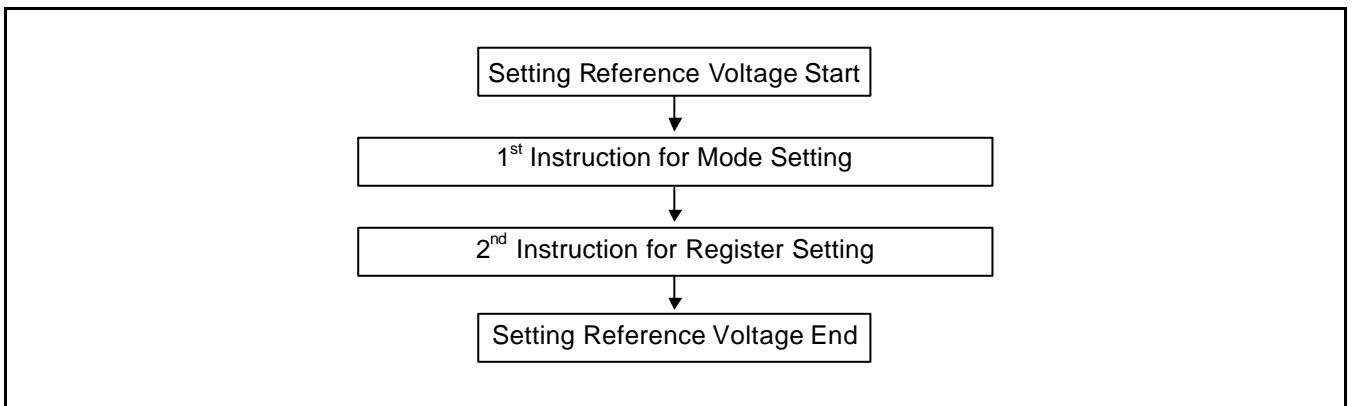 Setting Reference Voltage Start
1st Instruction for Mode Setting
2nd Instruction for Register Setting
Setting Reference Voltage End